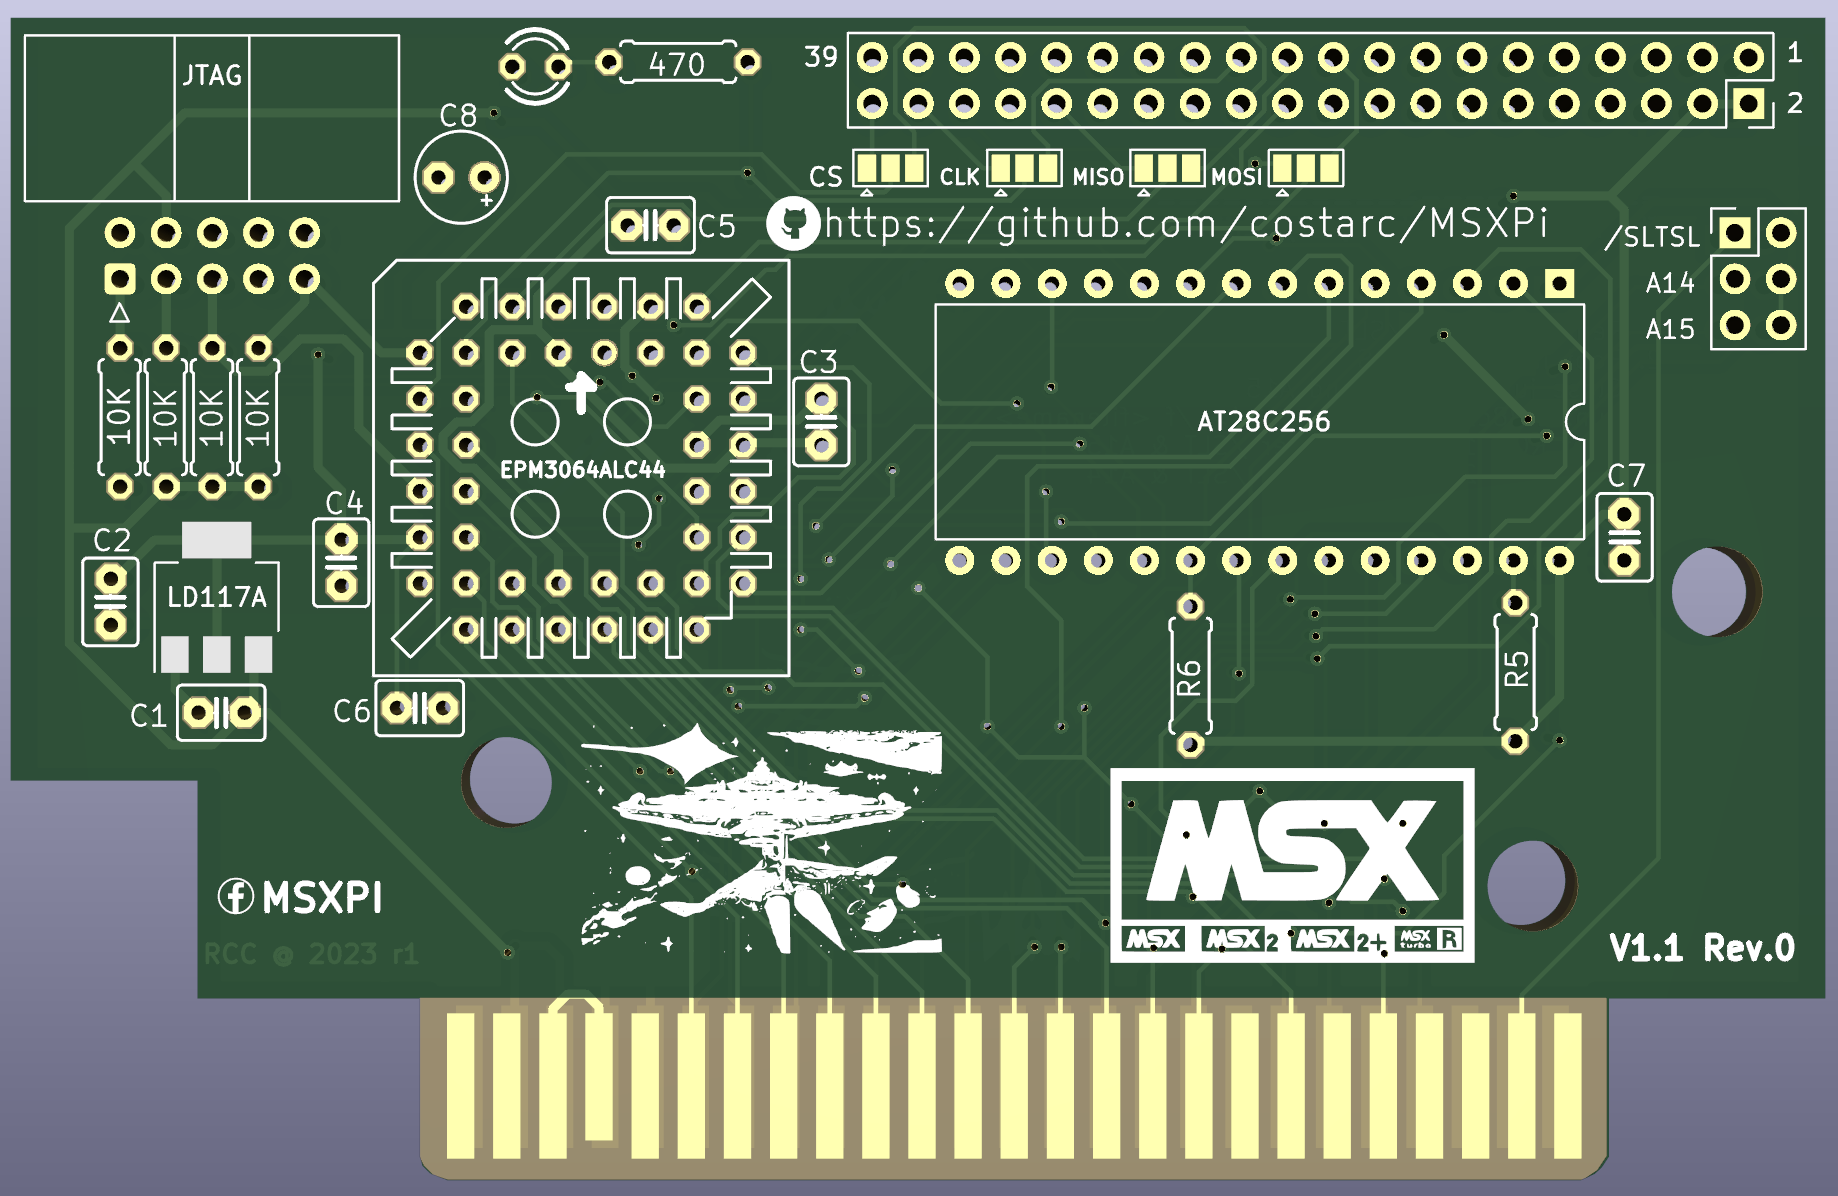 JTAG
470
39
1
2
C8
CS
CLK
MISO
MOSI
C5
https://github.com/costarc/MSXPi
/SLTSL
A14
A15
C3
10K
10K
10K
10K
AT28C256
EPM3064ALC44
C7
C4
C2
LD117A
R6
R5
C1
C6
MSX
MSXPI
MSX
MSX 2
MSX 2+
MSX turbo R
RCC @ 2023 r1
V1.1 Rev.0